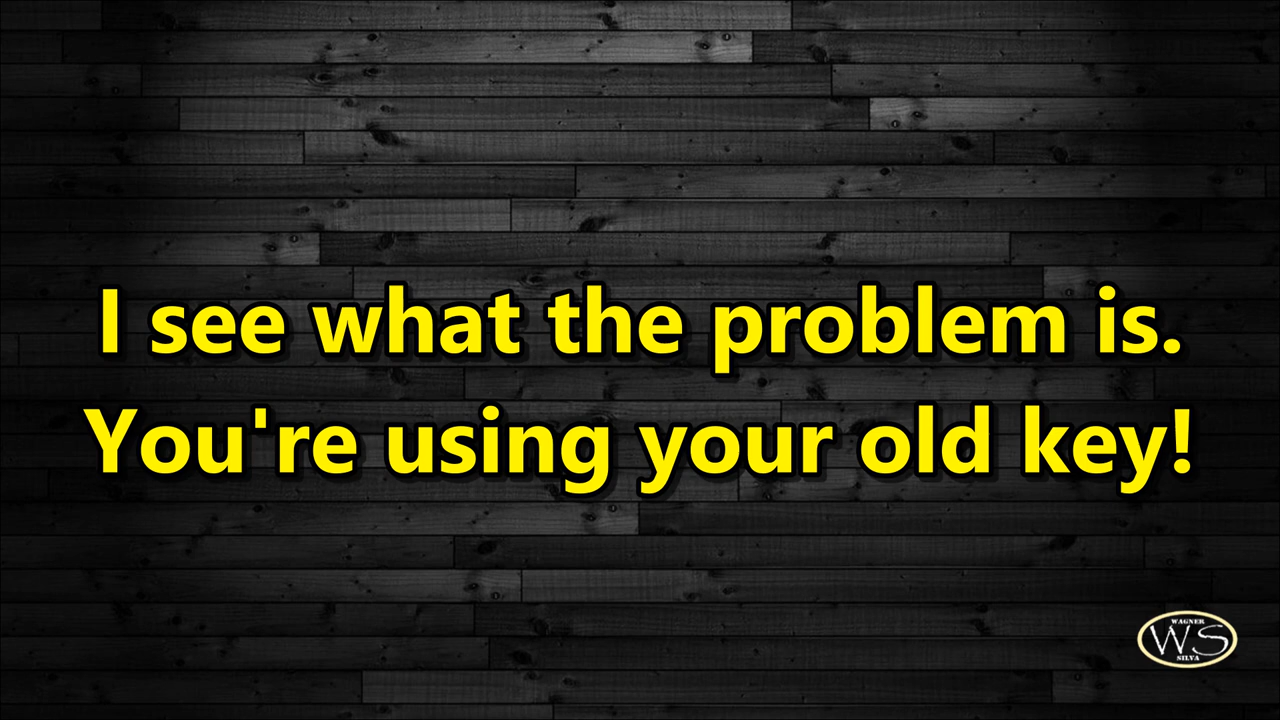 I see what the problem is.
You're using your old key!
WAGNER
WS
SILVA